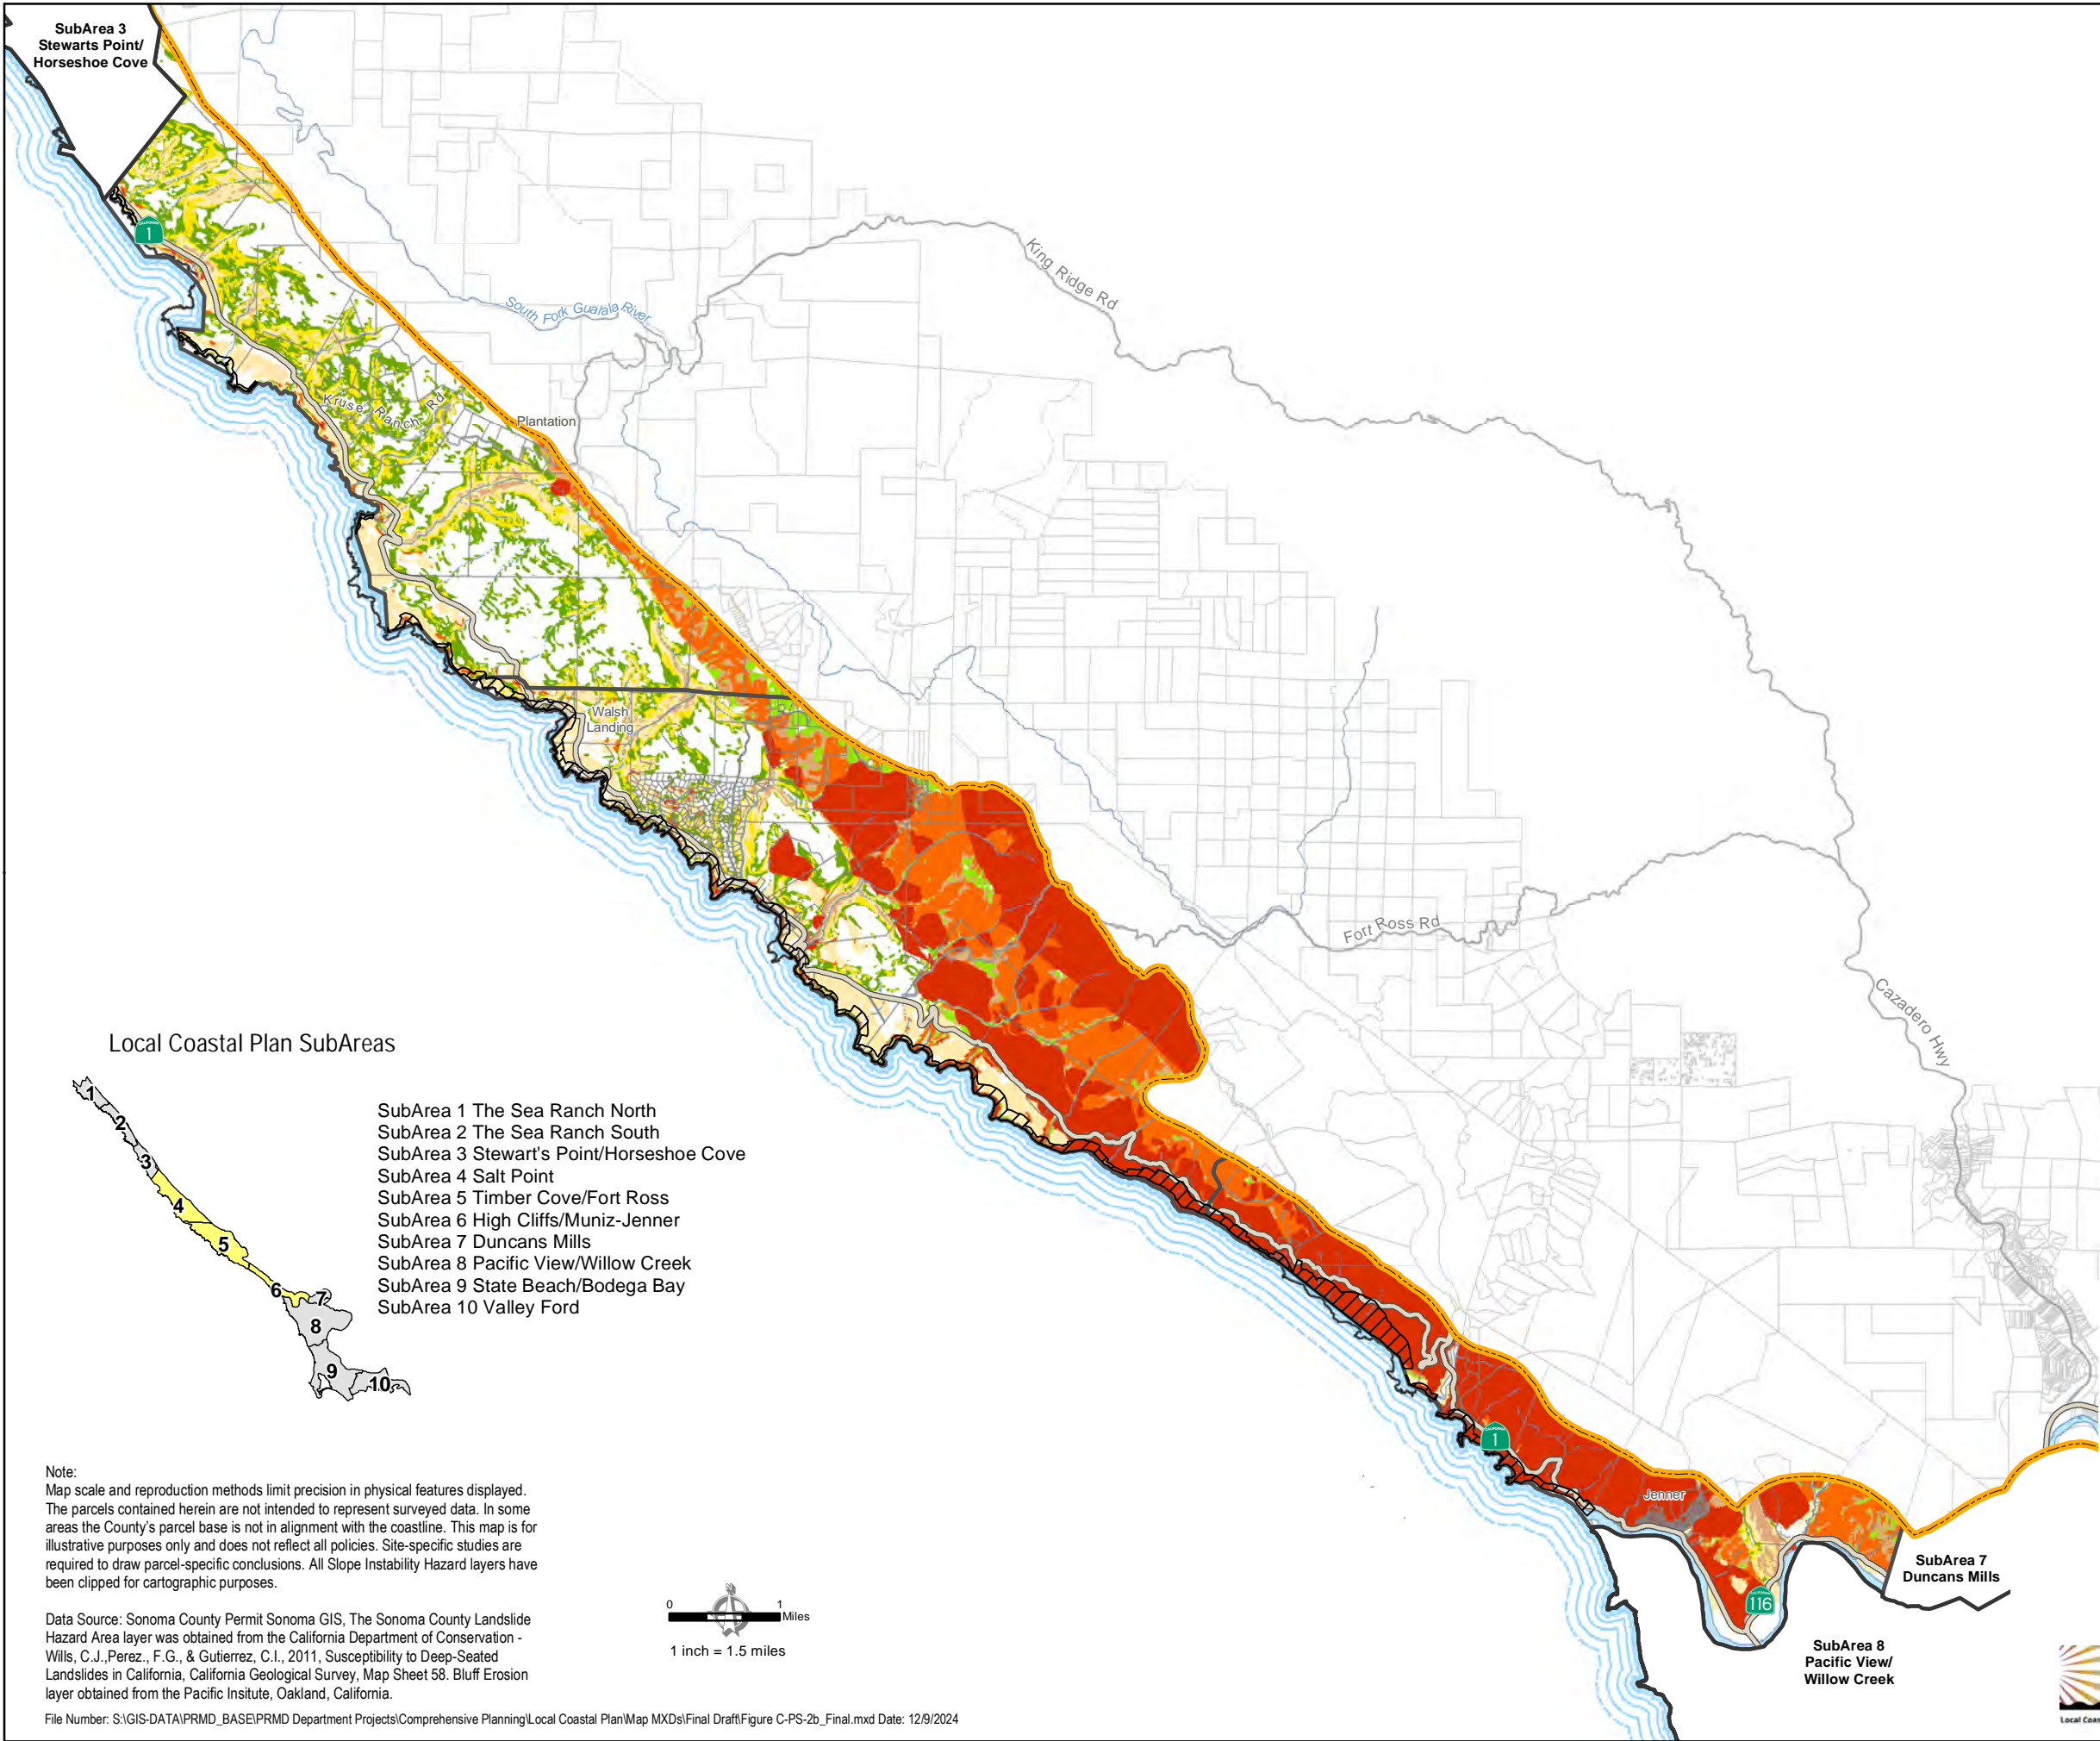 SubArea 3
Stewarts Point/
Horseshoe Cove
1
King Ridge Rd
South Fork Gualala River
Kruse Ranch Rd
Plantation
Walsh
Landing
Fort Ross Rd
Cazadero Hwy
Local Coastal Plan SubAreas
1
2
3
4
5
6
7
8
9
10
SubArea 1 The Sea Ranch North
SubArea 2 The Sea Ranch South
SubArea 3 Stewart's Point/Horseshoe Cove
SubArea 4 Salt Point
SubArea 5 Timber Cove/Fort Ross
SubArea 6 High Cliffs/Muniz-Jenner
SubArea 7 Duncans Mills
SubArea 8 Pacific View/Willow Creek
SubArea 9 State Beach/Bodega Bay
SubArea 10 Valley Ford
CALIFORNIA
1
Jenner
CALIFORNIA
116
SubArea 7
Duncans Mills
SubArea 8
Pacific View/
Willow Creek
Note:
Map scale and reproduction methods limit precision in physical features displayed.
The parcels contained herein are not intended to represent surveyed data. In some
areas the County's parcel base is not in alignment with the coastline. This map is for
illustrative purposes only and does not reflect all policies. Site-specific studies are
required to draw parcel-specific conclusions. All Slope Instability Hazard layers have
been clipped for cartographic purposes.
Data Source: Sonoma County Permit Sonoma GIS, The Sonoma County Landslide
Hazard Area layer was obtained from the California Department of Conservation -
Wills, C.J.,Perez., F.G., & Gutierrez, C.I., 2011, Susceptibility to Deep-Seated
Landslides in California, California Geological Survey, Map Sheet 58. Bluff Erosion
layer obtained from the Pacific Insitute, Oakland, California.
N
0 1
Miles
1 inch = 1.5 miles
File Number: S:\GIS-DATA\PRMD_BASE\PRMD Department Projects\Comprehensive Planning\Local Coastal Plan\Map MXDs\Final Draft\Figure C-PS-2b_Final.mxd Date: 12/9/2024
Local Coas